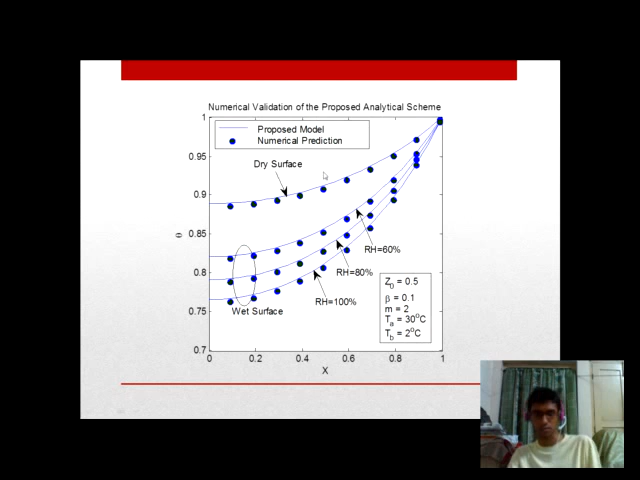 Numerical Validation of the Proposed Analytical Scheme
1
Proposed Model
Numerical Prediction
0.95
Dry Surface
0.9
θ
0.85
RH=60%
0.8
RH=80%
Z0 = 0.5
RH=100%
β = 0.1
0.75
Wet Surface
m = 2
Ta = 30°C
Tb = 2°C
0.7
0 0.2 0.4 0.6 0.8 1
X